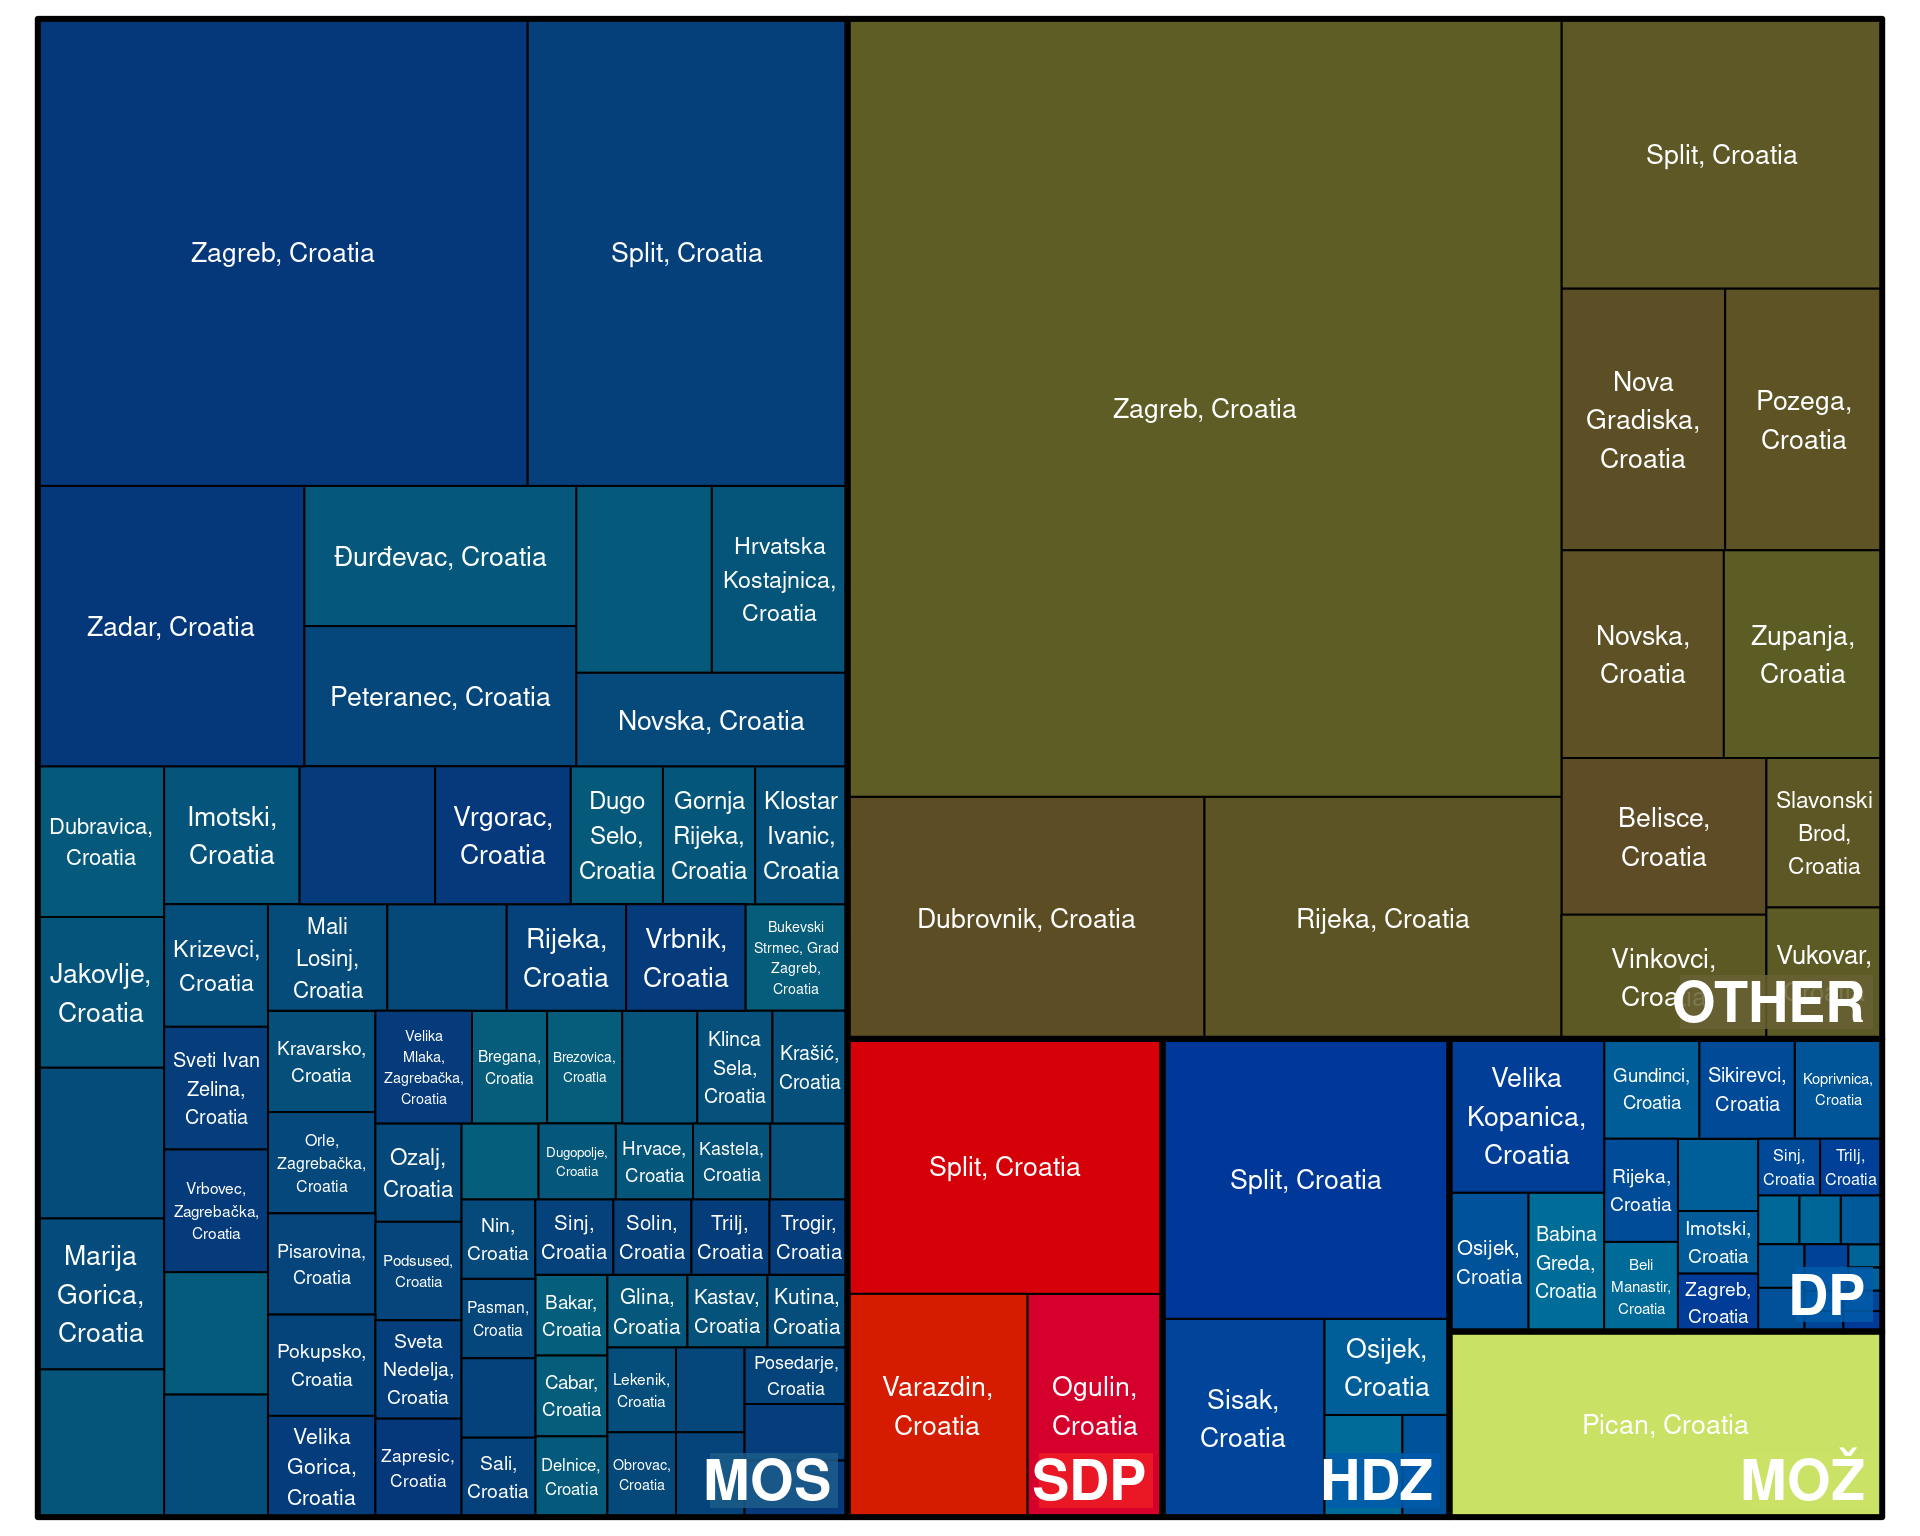 Zagreb, Croatia
Split, Croatia
Zadar, Croatia
Đurđevac, Croatia
Peteranec, Croatia
Hrvatska
Kostajnica,
Croatia
Novska, Croatia
Dubravica,
Croatia
Imotski,
Croatia
Vrgorac,
Croatia
Dugo
Selo,
Croatia
Gornja
Rijeka,
Croatia
Klostar
Ivanic,
Croatia
Jakovlje,
Croatia
Krizevci,
Croatia
Mali
Losinj,
Croatia
Rijeka,
Croatia
Vrbnik,
Croatia
Bukevski
Strmec, Grad
Zagreb,
Croatia
Sveti Ivan
Zelina,
Croatia
Kravarsko,
Croatia
Velika
Mlaka,
Zagrebačka,
Croatia
Bregana,
Croatia
Brezovica,
Croatia
Klinca
Sela,
Croatia
Krašić,
Croatia
Vrbovec,
Zagrebačka,
Croatia
Orle,
Zagrebačka,
Croatia
Ozalj,
Croatia
Dugopolje,
Croatia
Hrvace,
Croatia
Kastela,
Croatia
Marija
Gorica,
Croatia
Pisarovina,
Croatia
Podsused,
Croatia
Nin,
Croatia
Sinj,
Croatia
Solin,
Croatia
Trilj,
Croatia
Trogir,
Croatia
Pokupsko,
Croatia
Sveta
Nedelja,
Croatia
Pasman,
Croatia
Bakar,
Croatia
Glina,
Croatia
Kastav,
Croatia
Kutina,
Croatia
Cabar,
Croatia
Lekenik,
Croatia
Posedarje,
Croatia
Velika
Gorica,
Croatia
Zapresic,
Croatia
Sali,
Croatia
Delnice,
Croatia
Obrovac,
Croatia
MOS
Zagreb, Croatia
Split, Croatia
Nova
Gradiska,
Croatia
Pozega,
Croatia
Novska,
Croatia
Zupanja,
Croatia
Belisce,
Croatia
Slavonski
Brod,
Croatia
Dubrovnik, Croatia
Rijeka, Croatia
Vinkovci,
Croatia
Vukovar,
Croatia
OTHER
Split, Croatia
Varazdin,
Croatia
Ogulin,
Croatia
SDP
Split, Croatia
Sisak,
Croatia
Osijek,
Croatia
HDZ
Velika
Kopanica,
Croatia
Gundinci,
Croatia
Sikirevci,
Croatia
Koprivnica,
Croatia
Osijek,
Croatia
Babina
Greda,
Croatia
Rijeka,
Croatia
Beli
Manastir,
Croatia
Imotski,
Croatia
Zagreb,
Croatia
Sinj,
Croatia
Trilj,
Croatia
DP
Pican, Croatia
MOŽ